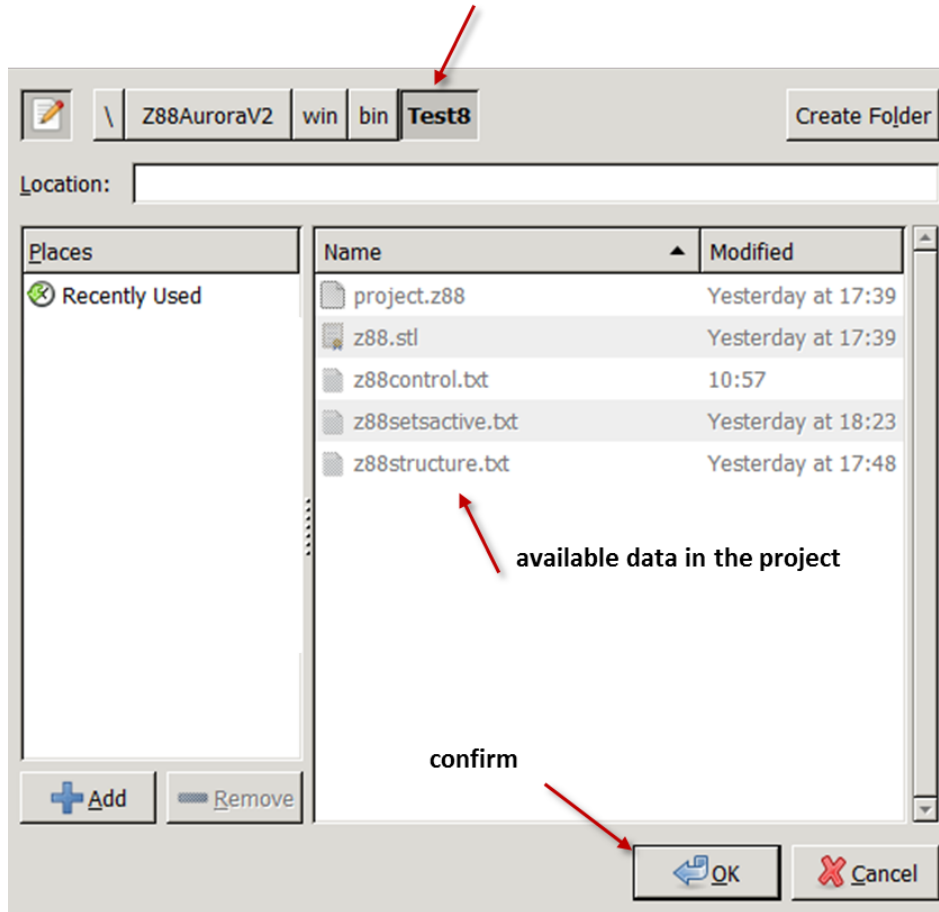 \ Z88AuroraV2 win bin Test8 Create Folder
Location:
Places Name Modified
Recently Used project.z88 Yesterday at 17:39
z88.stl Yesterday at 17:39
z88control.txt 10:57
z88setsactive.txt Yesterday at 18:23
z88structure.txt Yesterday at 17:48
available data in the project
confirm
Add Remove
OK Cancel